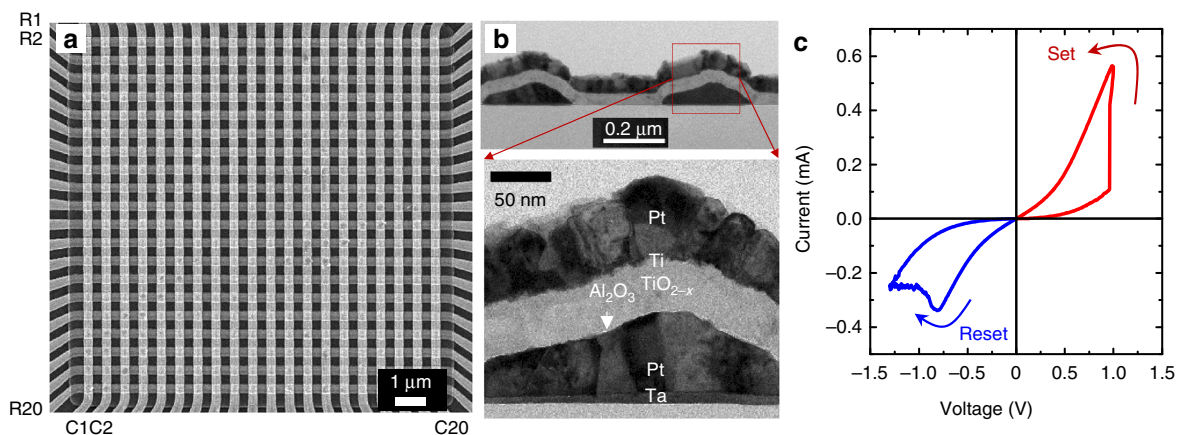 R1
R2
R20
C1C2
C20
a
1 μm
b
0.2 μm
50 nm
Pt
Ti
TiO2−x
Al2O3
Pt
Ta
c
Current (mA)
0.6
0.4
0.2
0.0
−0.2
−0.4
−1.5 −1.0 −0.5 0 0.5 1.0 1.5
Voltage (V)
Set
Reset